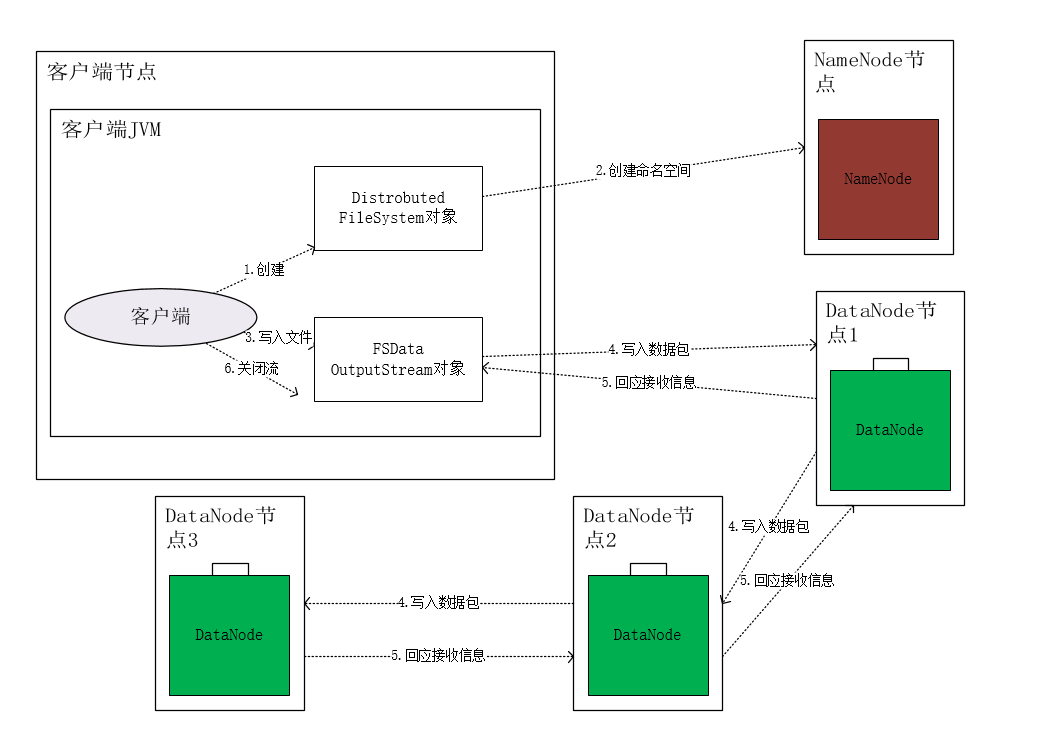 客户端节点
客户端JVM
Distrobuted
FileSystem对象
2.创建命名空间
NameNode节
点
NameNode
1.创建
客户端
3.写入文件
6.关闭流
FSData
OutputStream对象
4.写入数据包
5.回应接收信息
DataNode节
点1
DataNode
4.写入数据包
5.回应接收信息
DataNode节
点2
DataNode
4.写入数据包
5.回应接收信息
DataNode节
点3
DataNode